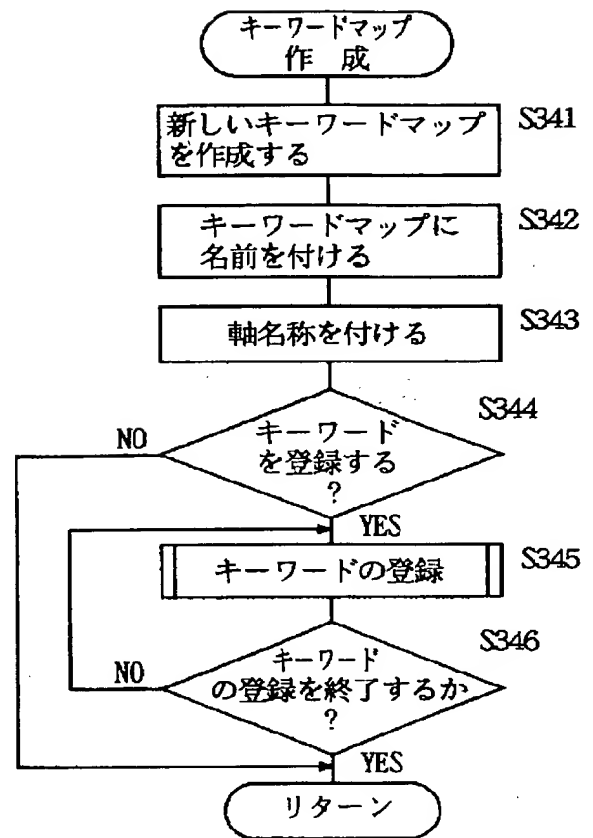 キーワードマップ
作 成
新しいキーワードマップ
を作成する
S341
キーワードマップに
名前を付ける
S342
軸名称を付ける
S343
S344
キーワード
を登録する
?
NO
YES
キーワードの登録
S345
S346
キーワード
の登録を終了するか
?
NO
YES
リターン